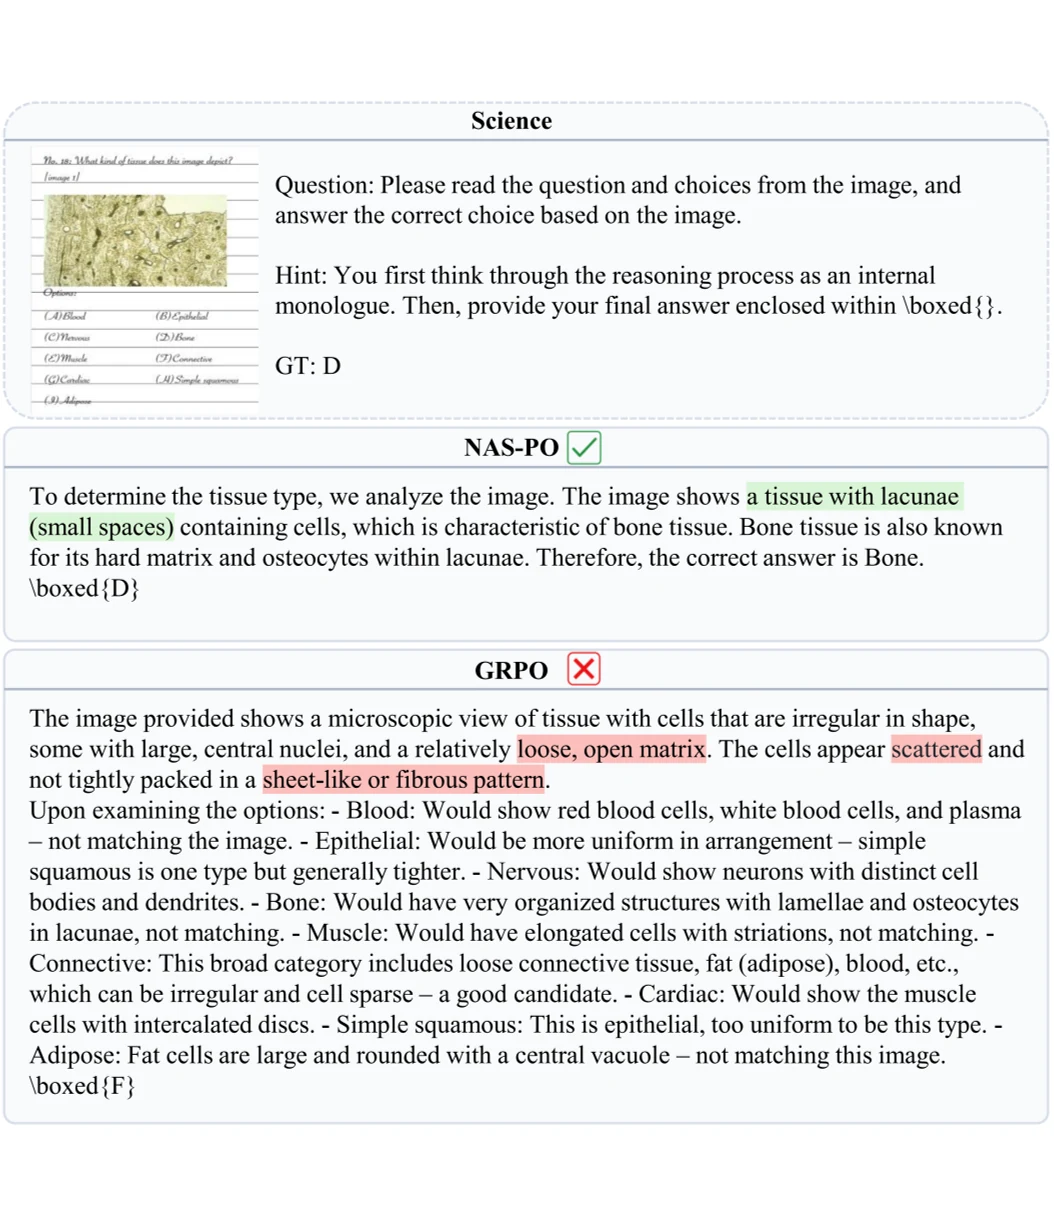 Science
No. 18: What kind of tissue does this image depict?
[image 1]
Options:
(A)Blood
(B)Epithelial
(C)Nervous
(D)Bone
(E)Muscle
(F)Connective
(G)Cardiac
(H)Simple squamous
(I)Adipose
Question: Please read the question and choices from the image, and
answer the correct choice based on the image.
Hint: You first think through the reasoning process as an internal
monologue. Then, provide your final answer enclosed within \boxed{}.
GT: D
NAS-PO
To determine the tissue type, we analyze the image. The image shows a tissue with lacunae
(small spaces) containing cells, which is characteristic of bone tissue. Bone tissue is also known
for its hard matrix and osteocytes within lacunae. Therefore, the correct answer is Bone.
\boxed{D}
GRPO
The image provided shows a microscopic view of tissue with cells that are irregular in shape,
some with large, central nuclei, and a relatively loose, open matrix. The cells appear scattered and
not tightly packed in a sheet-like or fibrous pattern.
Upon examining the options: - Blood: Would show red blood cells, white blood cells, and plasma
– not matching the image. - Epithelial: Would be more uniform in arrangement – simple
squamous is one type but generally tighter. - Nervous: Would show neurons with distinct cell
bodies and dendrites. - Bone: Would have very organized structures with lamellae and osteocytes
in lacunae, not matching. - Muscle: Would have elongated cells with striations, not matching. -
Connective: This broad category includes loose connective tissue, fat (adipose), blood, etc.,
which can be irregular and cell sparse – a good candidate. - Cardiac: Would show the muscle
cells with intercalated discs. - Simple squamous: This is epithelial, too uniform to be this type. -
Adipose: Fat cells are large and rounded with a central vacuole – not matching this image.
\boxed{F}